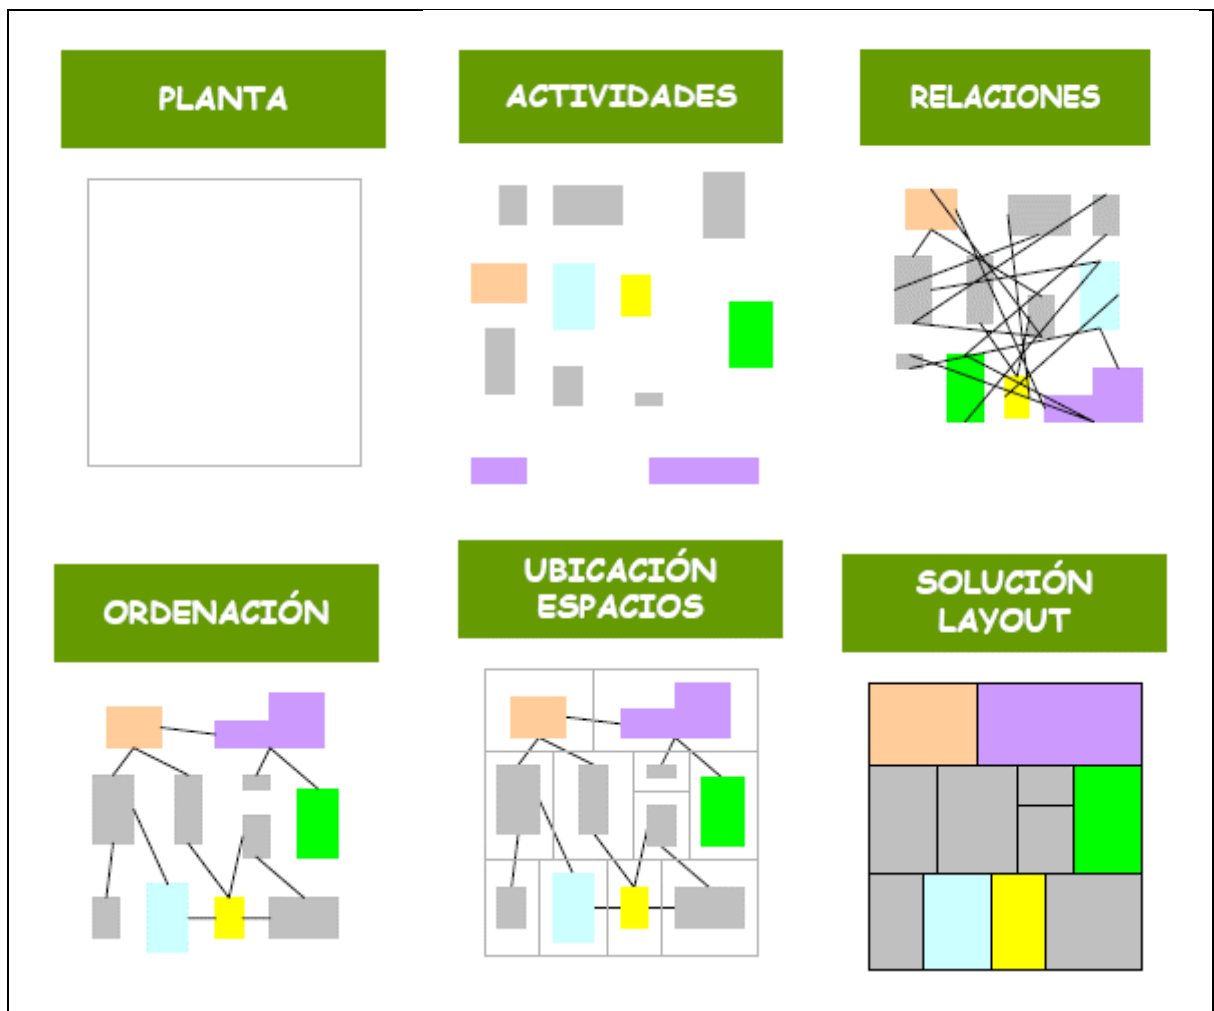 PLANTA
ACTIVIDADES
RELACIONES
ORDENACIÓN
UBICACIÓN
ESPACIOS
SOLUCIÓN
LAYOUT